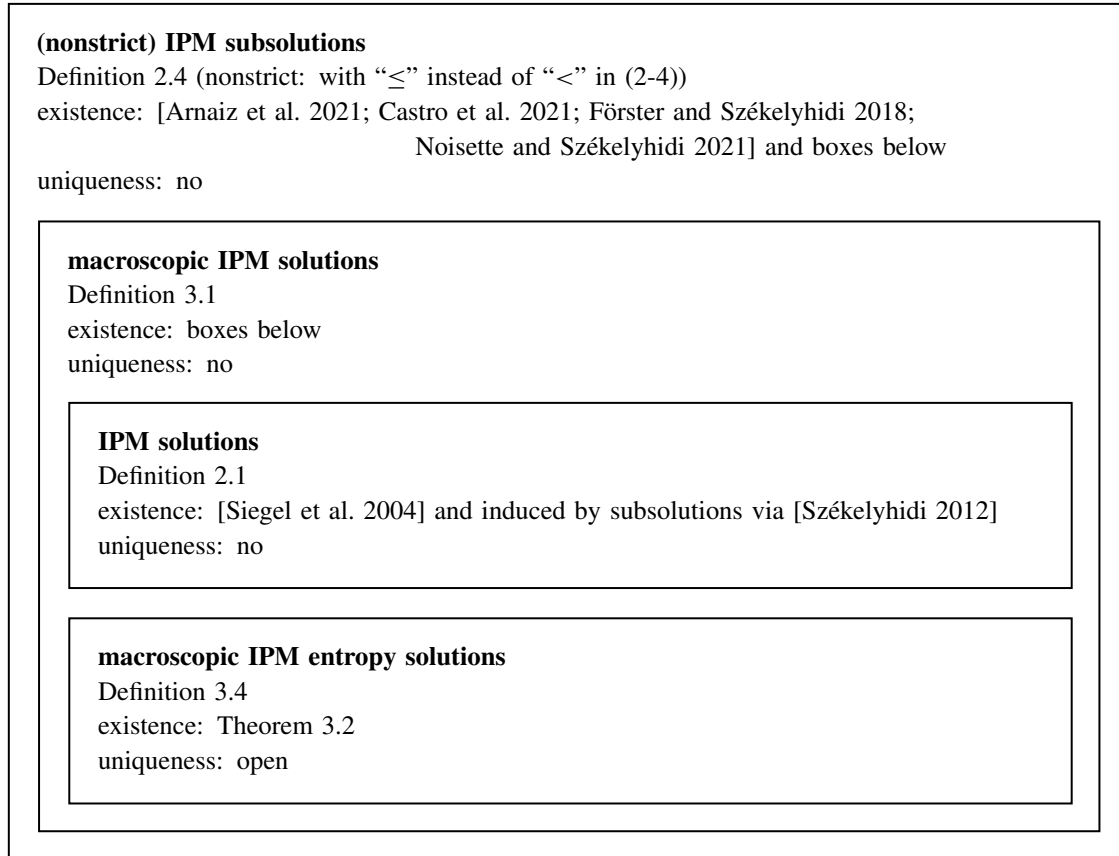 (nonstrict) IPM subsolutions
Definition 2.4 (nonstrict: with “≤” instead of “<” in (2-4))
existence: [Arnaiz et al. 2021; Castro et al. 2021; Förster and Székelyhidi 2018;
Noisette and Székelyhidi 2021] and boxes below
uniqueness: no
macroscopic IPM solutions
Definition 3.1
existence: boxes below
uniqueness: no
IPM solutions
Definition 2.1
existence: [Siegel et al. 2004] and induced by subsolutions via [Székelyhidi 2012]
uniqueness: no
macroscopic IPM entropy solutions
Definition 3.4
existence: Theorem 3.2
uniqueness: open